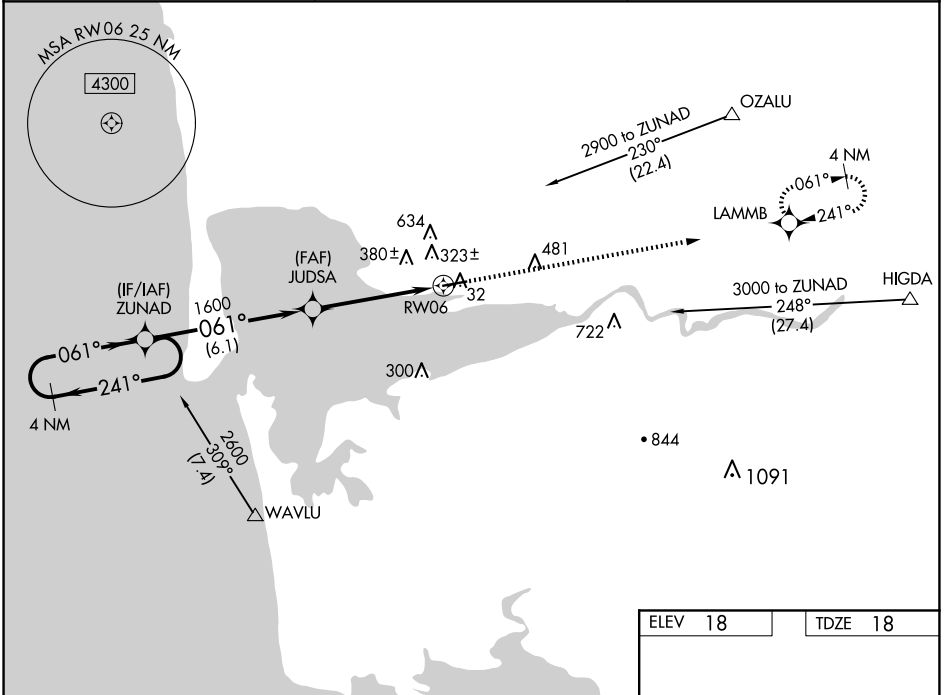 MSA RW06 25 NM
4300
OZALU
2900 to ZUNAD
230°
(22.4)
4 NM
061°
241°
LAMMB
634
380±
323±
481
(FAF)
JUDSA
32
RW06
HIGDA
3000 to ZUNAD
248°
(27.4)
(IF/IAF)
ZUNAD
1600
061°
(6.1)
722
061°
241°
4 NM
300
2600
309°
(7.4)
WAVLU
844
1091
ELEV 18
TDZE 18